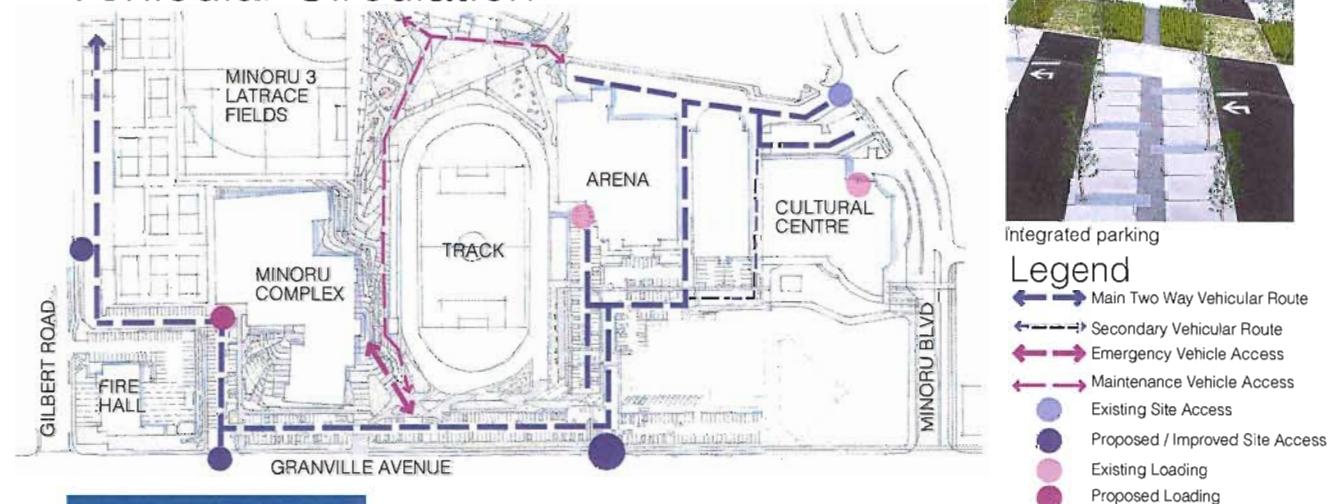 MINORU 3
LATRACE
FIELDS
ARENA
CULTURAL
CENTRE
TRACK
MINORU
COMPLEX
FIRE
HALL
GILBERT ROAD
GRANVILLE AVENUE
MINORU BLVD
Integrated parking
Legend
Main Two Way Vehicular Route
Secondary Vehicular Route
Emergency Vehicle Access
Maintenance Vehicle Access
Existing Site Access
Proposed / Improved Site Access
Existing Loading
Proposed Loading